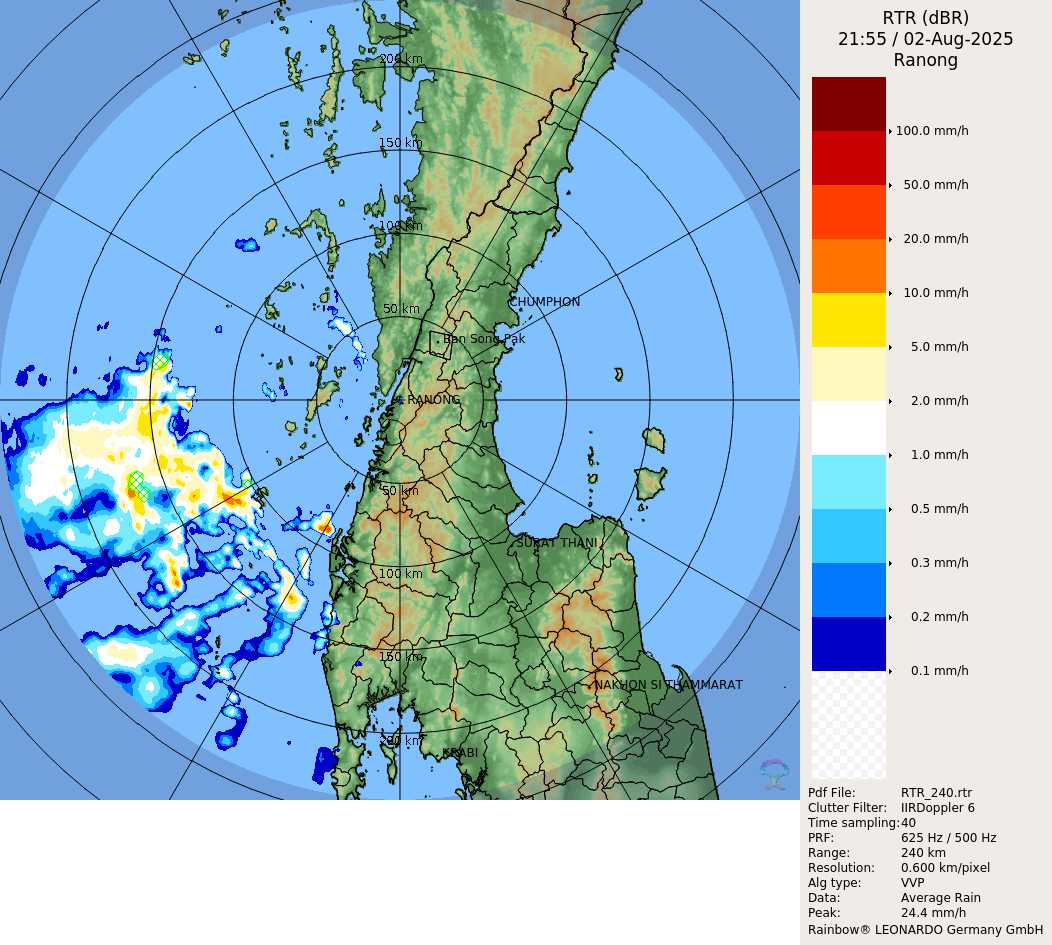 RTR (dBR)
21:55 / 02-Aug-2025
Ranong
100.0 mm/h
50.0 mm/h
20.0 mm/h
10.0 mm/h
5.0 mm/h
2.0 mm/h
1.0 mm/h
0.5 mm/h
0.3 mm/h
0.2 mm/h
0.1 mm/h
200 km
150 km
100 km
50 km
CHUMPHON
Ban Song Pak
RANONG
50 km
SURAT THANI
100 km
150 km
NAKHON SI THAMMARAT
200 km
KRABI
Pdf File: RTR_240.rtr
Clutter Filter: IIRDoppler 6
Time sampling:40
PRF: 625 Hz / 500 Hz
Range: 240 km
Resolution: 0.600 km/pixel
Alg type: VVP
Data: Average Rain
Peak: 24.4 mm/h
Rainbow® LEONARDO Germany GmbH